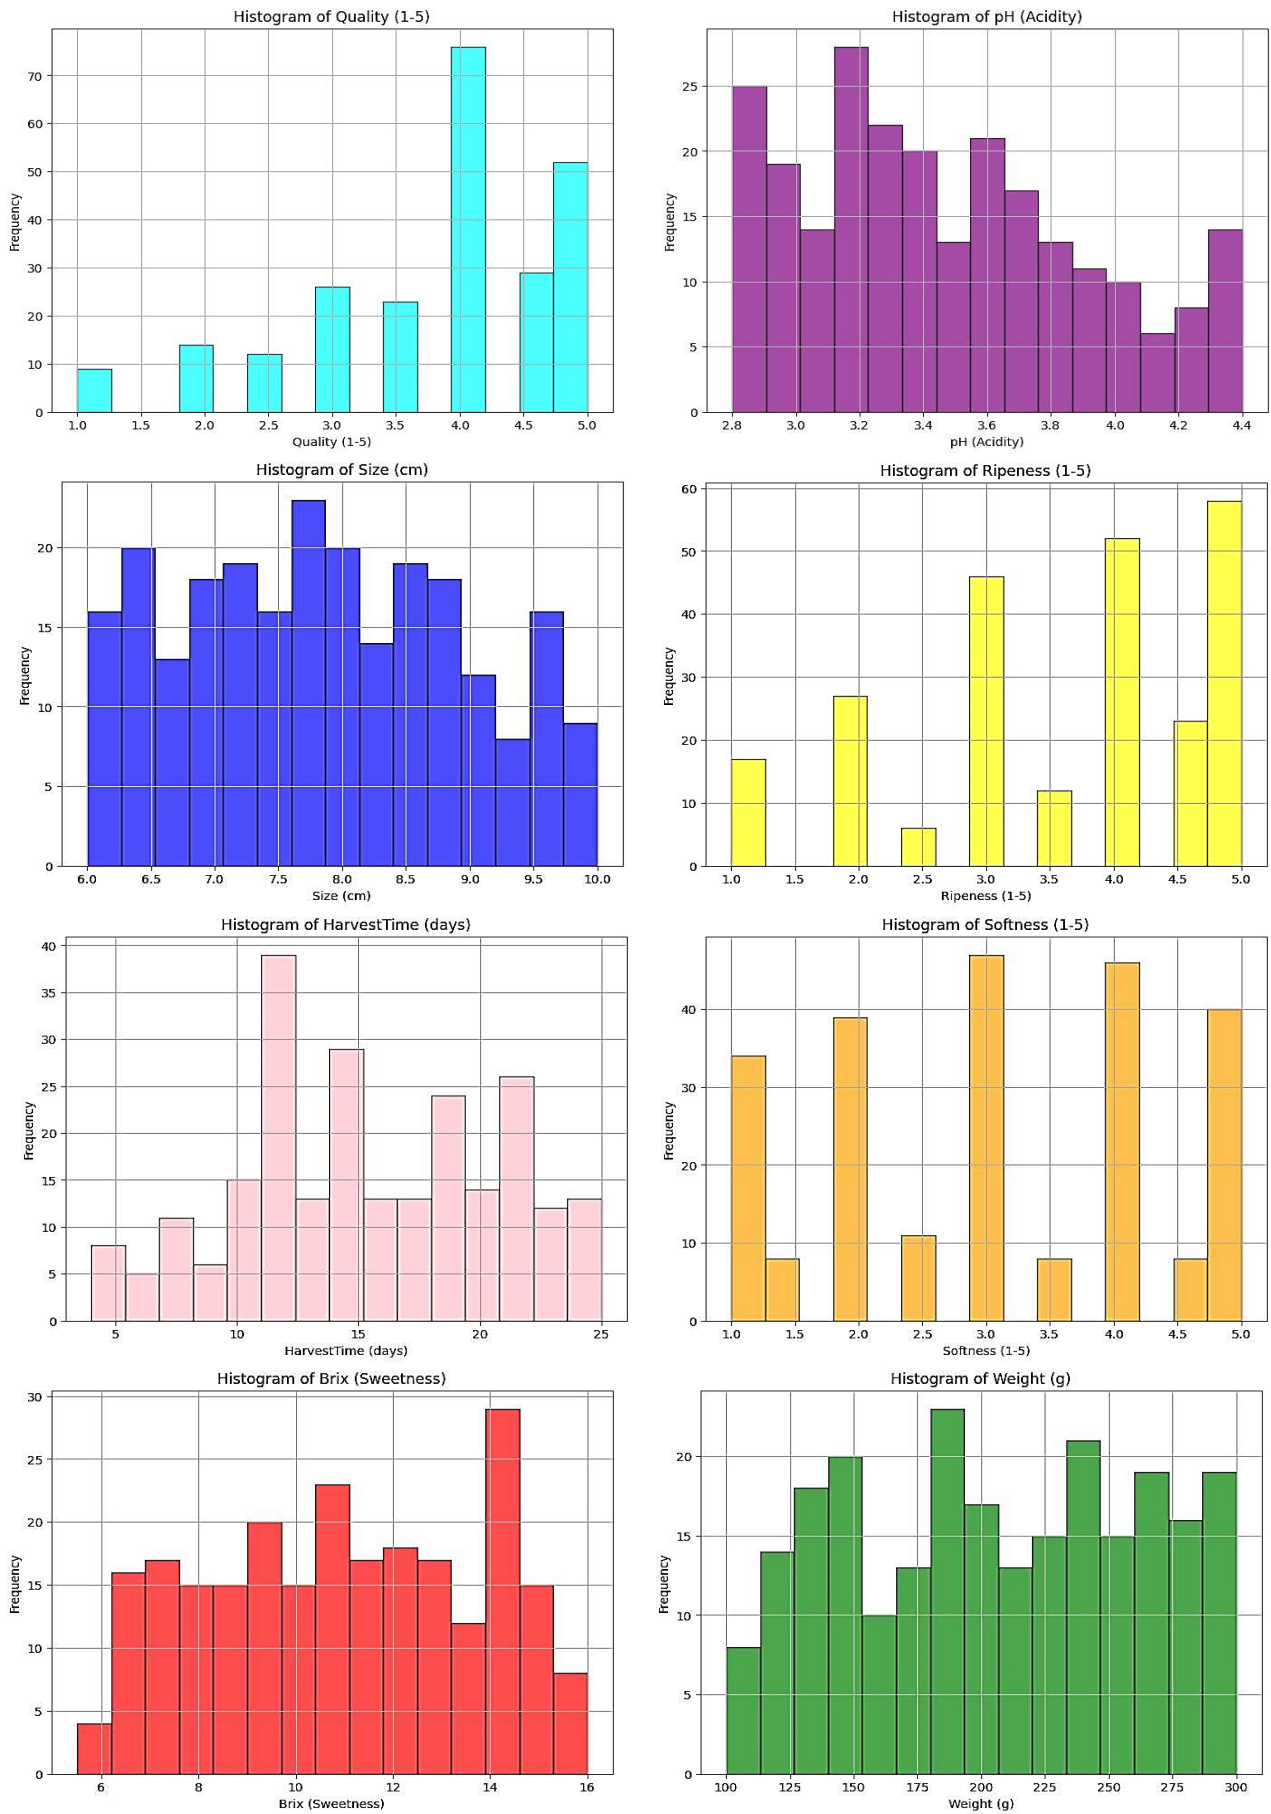 Histogram of Quality (1-5)
Frequency
70
60
50
40
30
20
10
0
1.0 1.5 2.0 2.5 3.0 3.5 4.0 4.5 5.0
Quality (1-5)
Histogram of pH (Acidity)
Frequency
25
20
15
10
5
0
2.8 3.0 3.2 3.4 3.6 3.8 4.0 4.2 4.4
pH (Acidity)
Histogram of Size (cm)
Frequency
20
15
10
5
0
6.0 6.5 7.0 7.5 8.0 8.5 9.0 9.5 10.0
Size (cm)
Histogram of Ripeness (1-5)
Frequency
60
50
40
30
20
10
0
1.0 1.5 2.0 2.5 3.0 3.5 4.0 4.5 5.0
Ripeness (1-5)
Histogram of HarvestTime (days)
Frequency
40
35
30
25
20
15
10
5
0
5 10 15 20 25
HarvestTime (days)
Histogram of Softness (1-5)
Frequency
40
30
20
10
0
1.0 1.5 2.0 2.5 3.0 3.5 4.0 4.5 5.0
Softness (1-5)
Histogram of Brix (Sweetness)
Frequency
30
25
20
15
10
5
0
6 8 10 12 14 16
Brix (Sweetness)
Histogram of Weight (g)
Frequency
20
15
10
5
0
100 125 150 175 200 225 250 275 300
Weight (g)